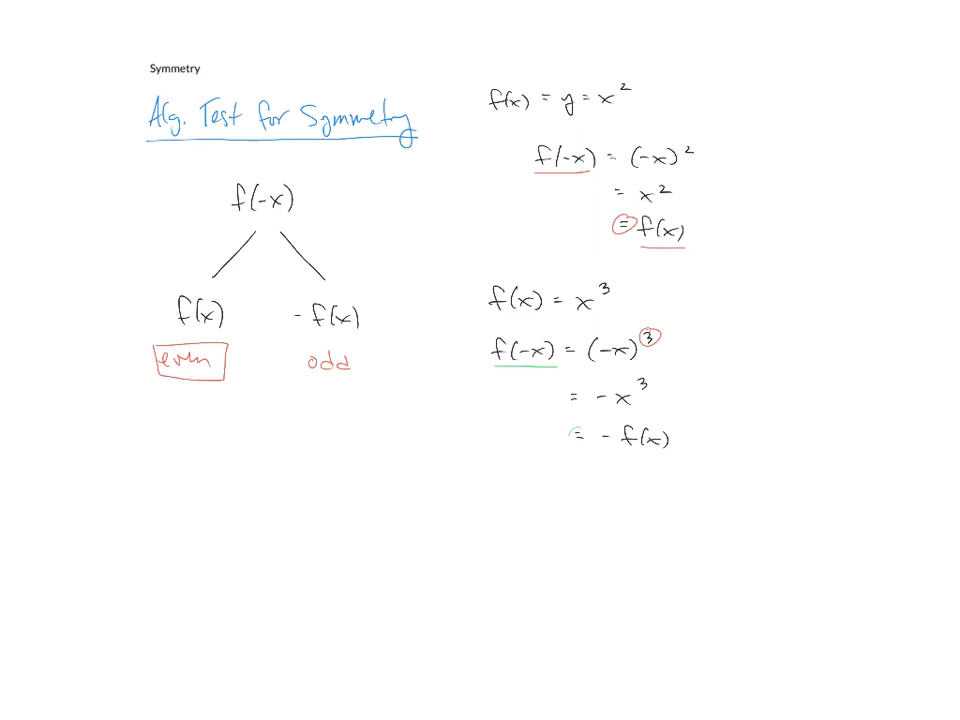 Symmetry
Alg. Test for Symmetry
f(-x)
f(x) - f(x)
even odd
f(x) = y = x²
f(-x) = (-x)²
= x²
= f(x)
f(x) = x³
f(-x) = (-x)³
= - x³
= - f(x)